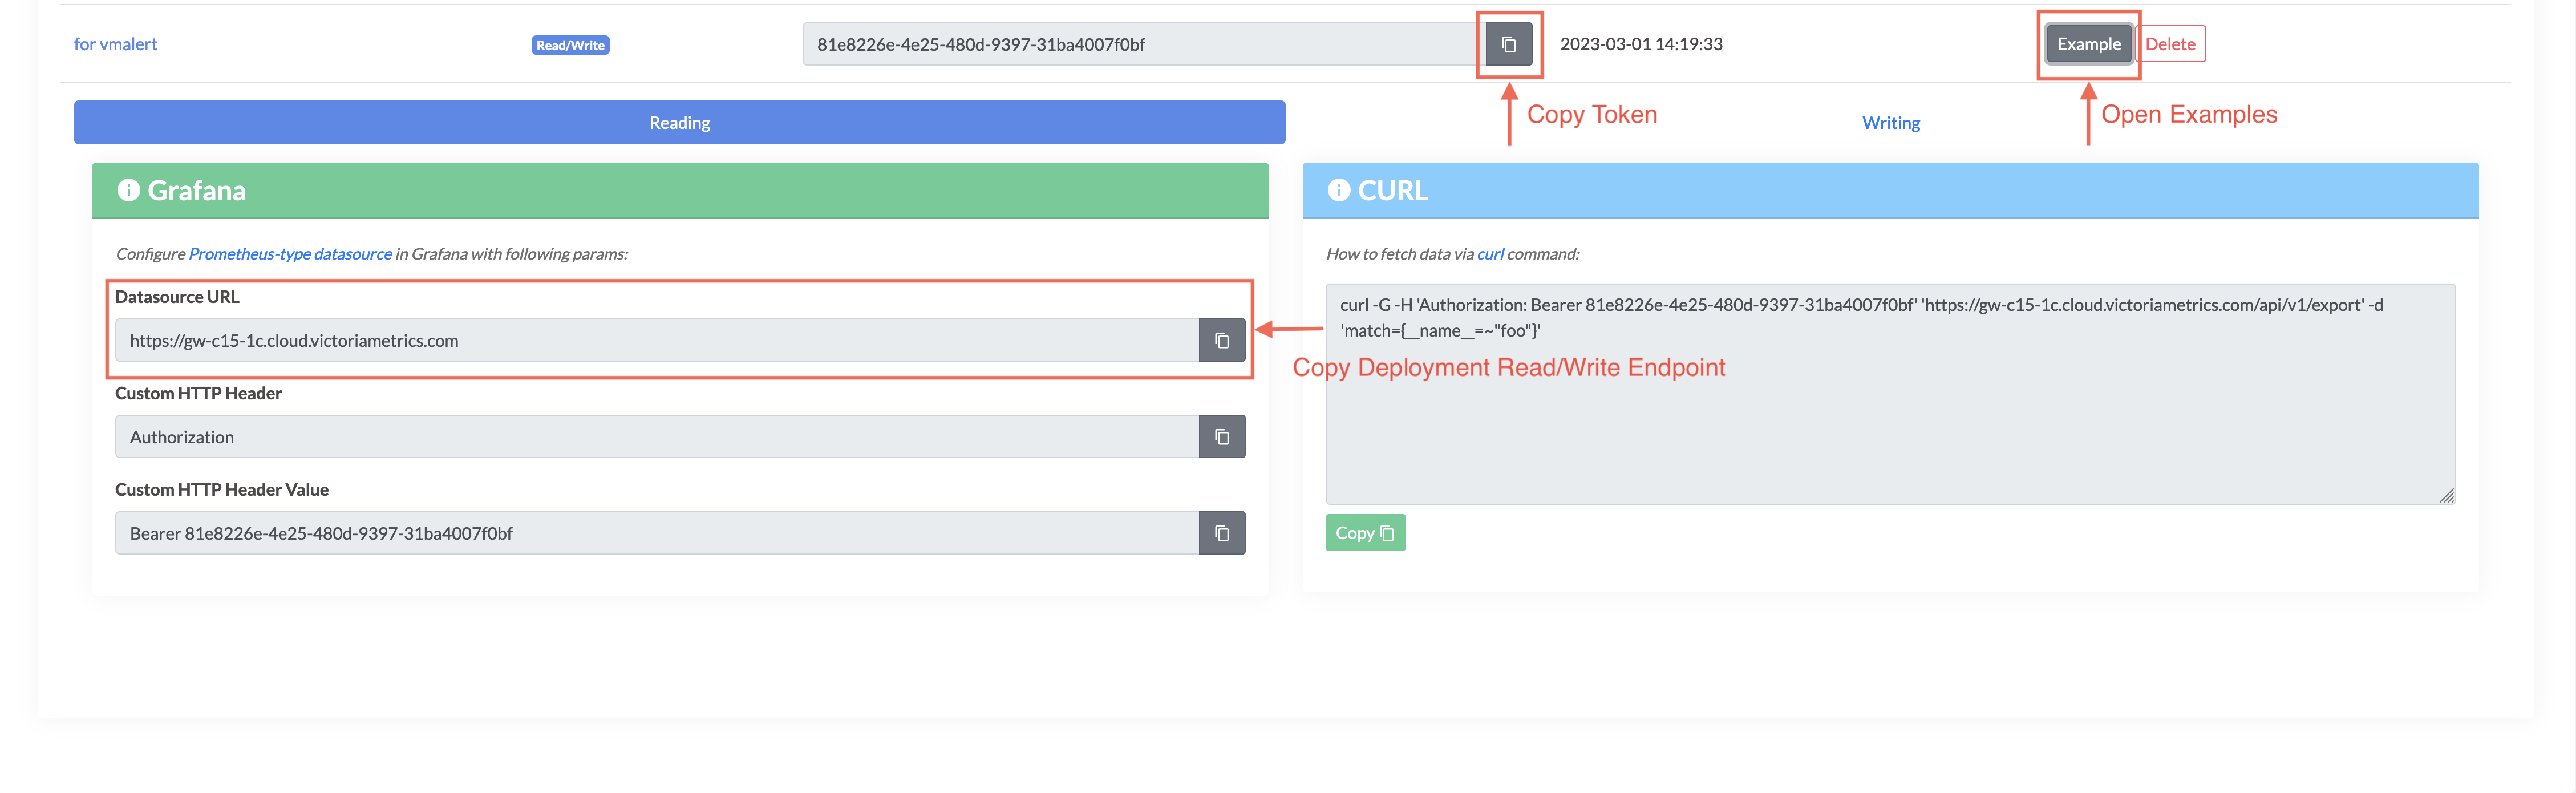 for vmalert
Read/Write
81e8226e-4e25-480d-9397-31ba4007f0bf
2023-03-01 14:19:33
Example
Delete
Copy Token
Open Examples
Reading
Writing
Grafana
Configure Prometheus-type datasource in Grafana with following params:
Datasource URL
https://gw-c15-1c.cloud.victoriametrics.com
Custom HTTP Header
Authorization
Custom HTTP Header Value
Bearer 81e8226e-4e25-480d-9397-31ba4007f0bf
CURL
How to fetch data via curl command:
curl -G -H 'Authorization: Bearer 81e8226e-4e25-480d-9397-31ba4007f0bf' 'https://gw-c15-1c.cloud.victoriametrics.com/api/v1/export' -d
'match={__name__=~"foo"}'
Copy Deployment Read/Write Endpoint
Copy